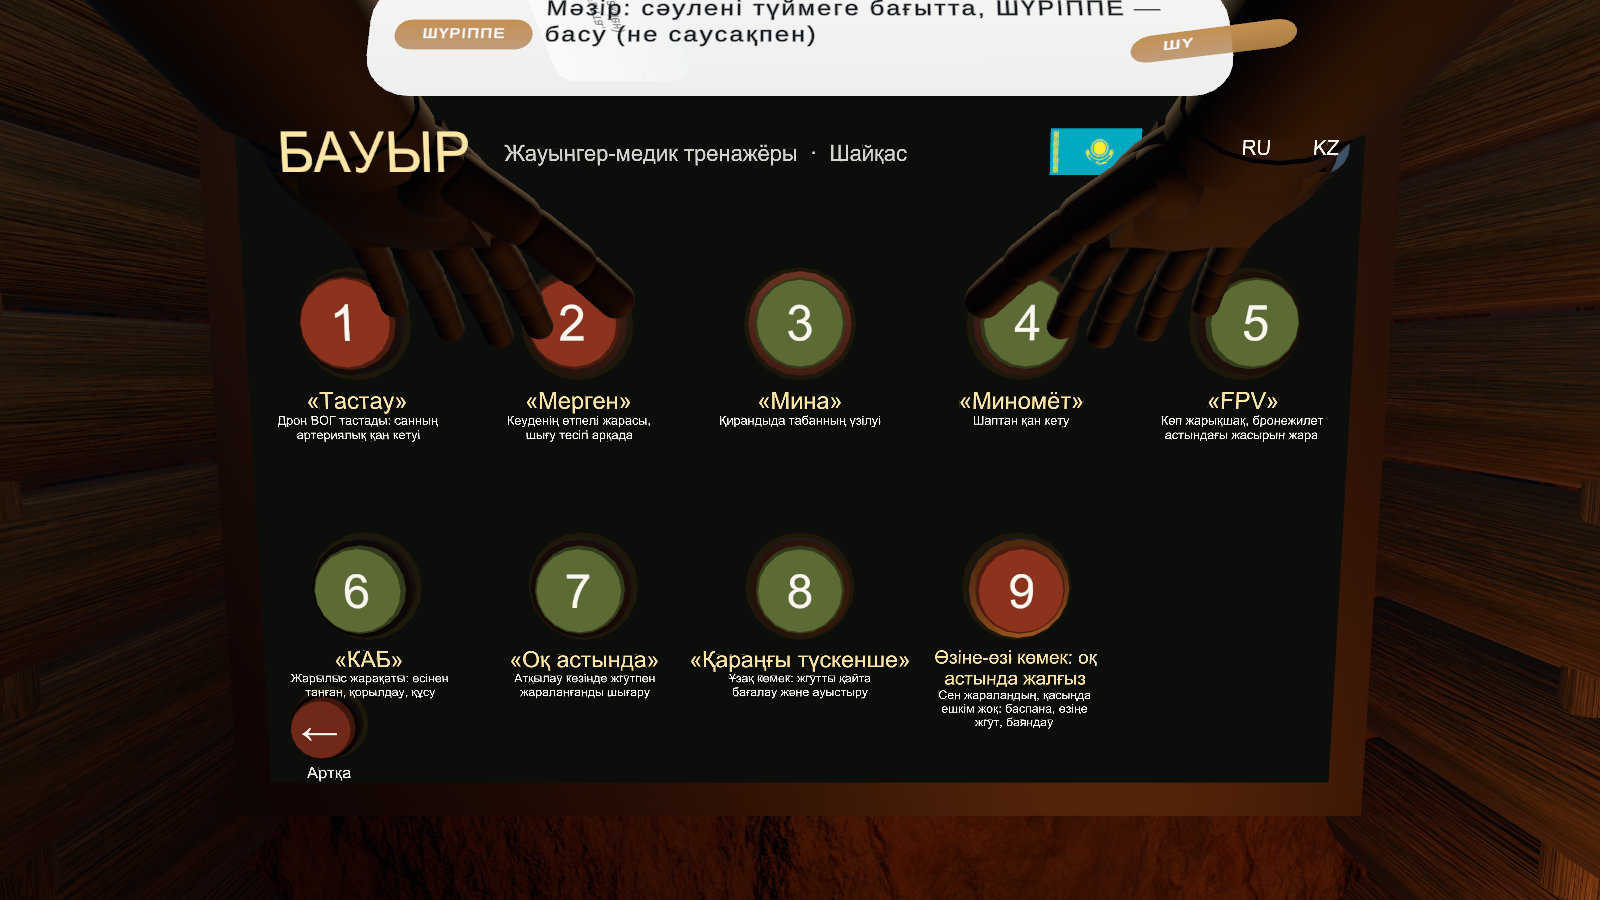 Мәзір: сәулені түймеге бағытта, ШҮРІППЕ —
ШҮРІППЕ
басу (не саусақпен)
ШҮ
БАУЫР
Жауынгер-медик тренажёры · Шайқас
RU
KZ
1
2
3
4
5
«Тастау»
«Мерген»
«Мина»
«Миномёт»
«FPV»
Дрон ВОГ тастады: санның
артериялық қан кетуі
Кеуденің өтпелі жарасы,
шығу тесігі арқада
Қирандыда табанның үзілуі
Шаптан қан кету
Көп жарықшақ, бронежилет
астындағы жасырын жара
6
7
8
9
«КАБ»
«Оқ астында»
«Қараңғы түскенше»
Өзіне-өзі көмек: оқ
астында жалғыз
Жарылыс жарақаты: есінен
танған, қорылдау, құсу
Атқылау кезінде жгутпен
жараланғанды шығару
Ұзақ көмек: жгутты қайта
бағалау және ауыстыру
Сен жараландың, қасыңда
ешкім жоқ: баспана, өзіңе
жгут, баяндау
←
Артқа